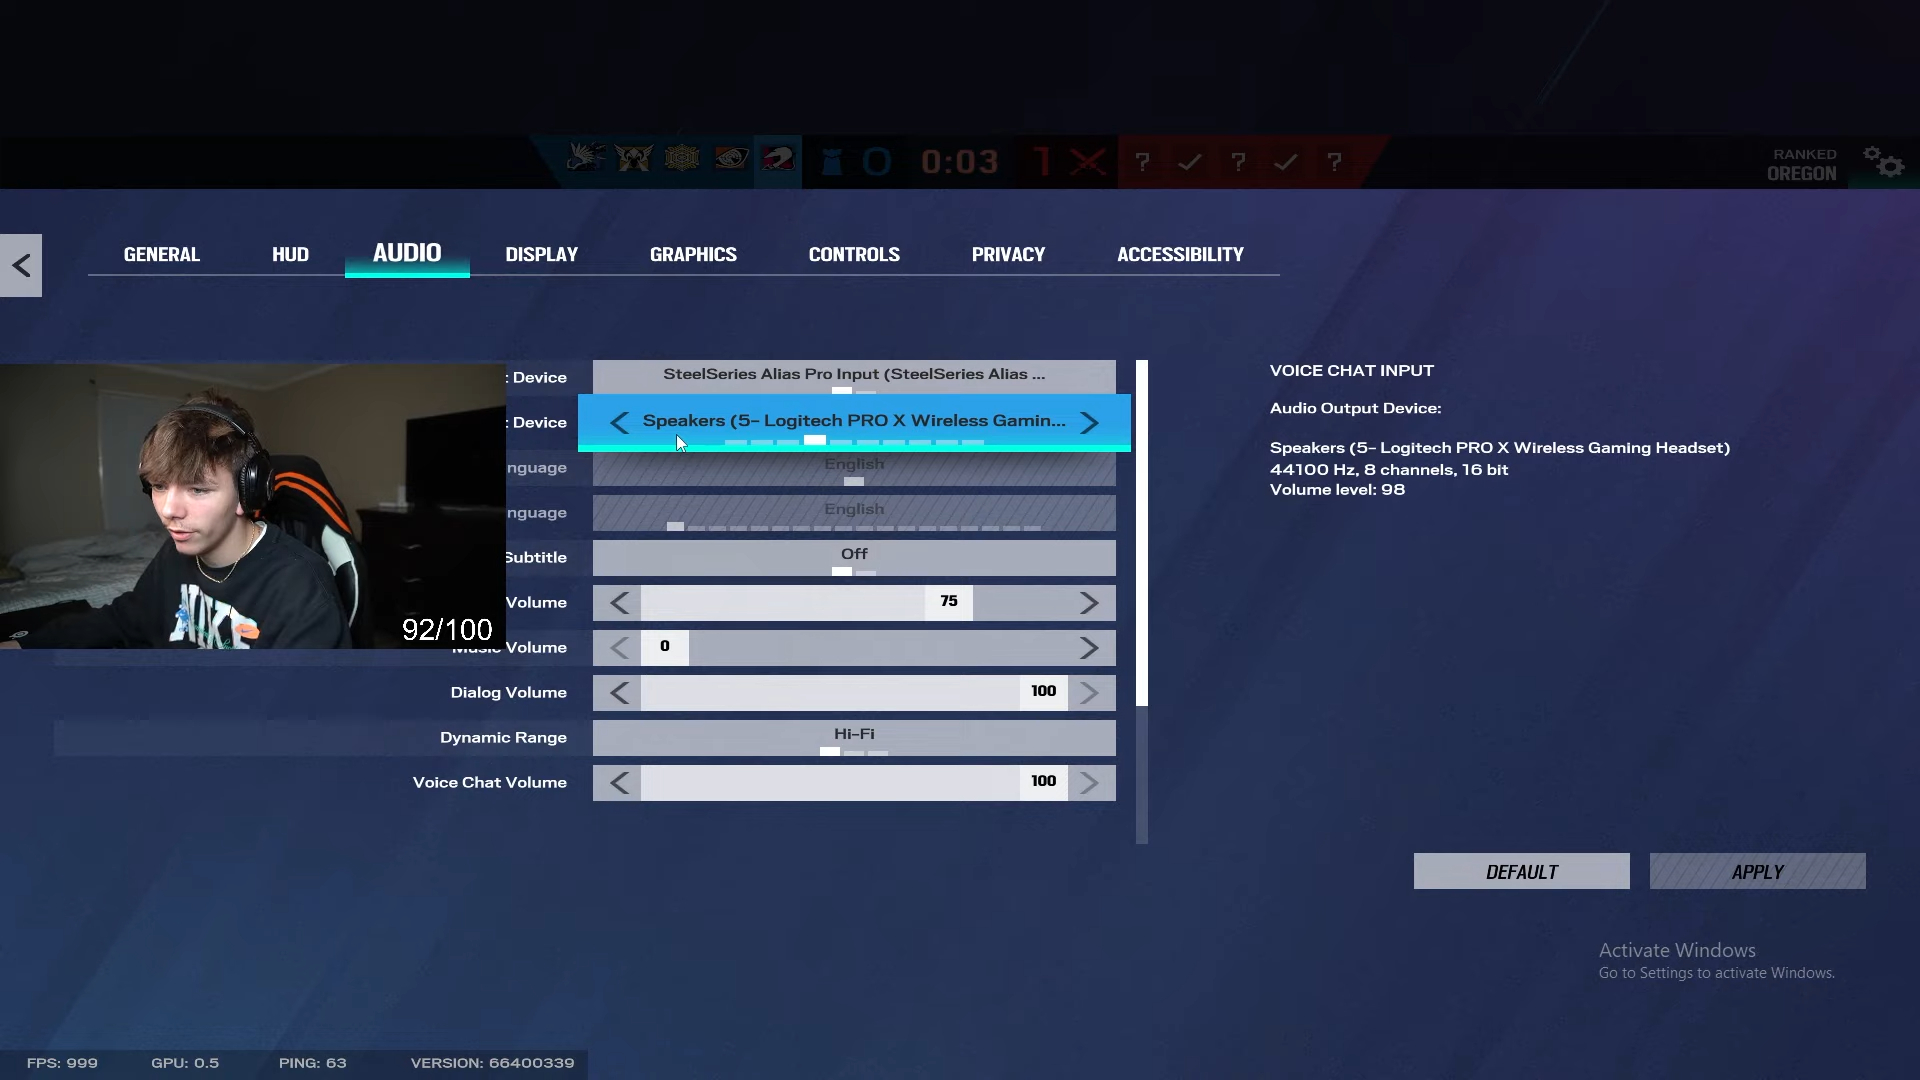 0
0:03
1
? ✓ ? ✓ ?
RANKED
OREGON
GENERAL
HUD
AUDIO
DISPLAY
GRAPHICS
CONTROLS
PRIVACY
ACCESSIBILITY
Device
SteelSeries Alias Pro Input (SteelSeries Alias ...
Device
Speakers (5- Logitech PRO X Wireless Gamin...
nguage
English
nguage
English
Subtitle
Off
Volume
75
Music Volume
0
Dialog Volume
100
Dynamic Range
Hi-Fi
Voice Chat Volume
100
92/100
VOICE CHAT INPUT
Audio Output Device:
Speakers (5- Logitech PRO X Wireless Gaming Headset)
44100 Hz, 8 channels, 16 bit
Volume level: 98
DEFAULT
APPLY
Activate Windows
Go to Settings to activate Windows.
FPS: 999
GPU: 0.5
PING: 63
VERSION: 66400339